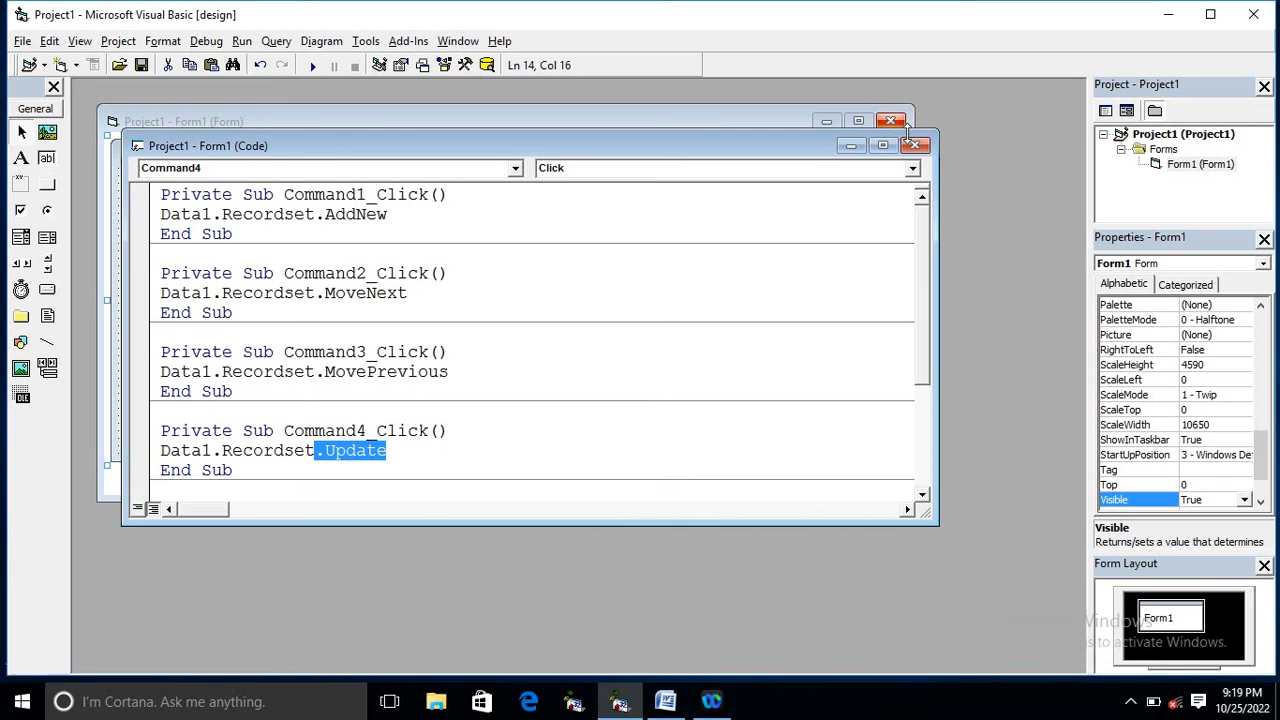 Project1 - Microsoft Visual Basic [design]
File Edit View Project Format Debug Run Query Diagram Tools Add-Ins Window Help
Ln 14, Col 16
General
Project1 - Form1 (Form)
Project1 - Form1 (Code)
Command4 Click
Private Sub Command1_Click()
Data1.Recordset.AddNew
End Sub
Private Sub Command2_Click()
Data1.Recordset.MoveNext
End Sub
Private Sub Command3_Click()
Data1.Recordset.MovePrevious
End Sub
Private Sub Command4_Click()
Data1.Recordset.Update
End Sub
Project - Project1
Project1 (Project1)
Forms
Form1 (Form1)
Properties - Form1
Form1 Form
Alphabetic Categorized
Palette (None)
PaletteMode 0 - Halftone
Picture (None)
RightToLeft False
ScaleHeight 4590
ScaleLeft 0
ScaleMode 1 - Twip
ScaleTop 0
ScaleWidth 10650
ShowInTaskbar True
StartUpPosition 3 - Windows De
Tag
Top 0
Visible True
Visible
Returns/sets a value that determines
Form Layout
Form1
Windows
to activate Windows.
I'm Cortana. Ask me anything.
9:19 PM
10/25/2022